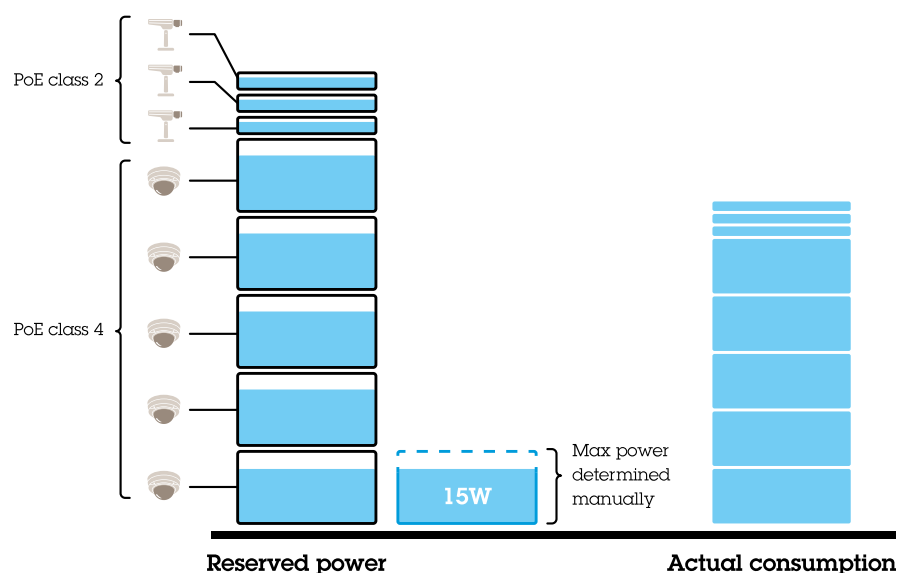 PoE class 2
PoE class 4
15W
Max power
determined
manually
Reserved power
Actual consumption